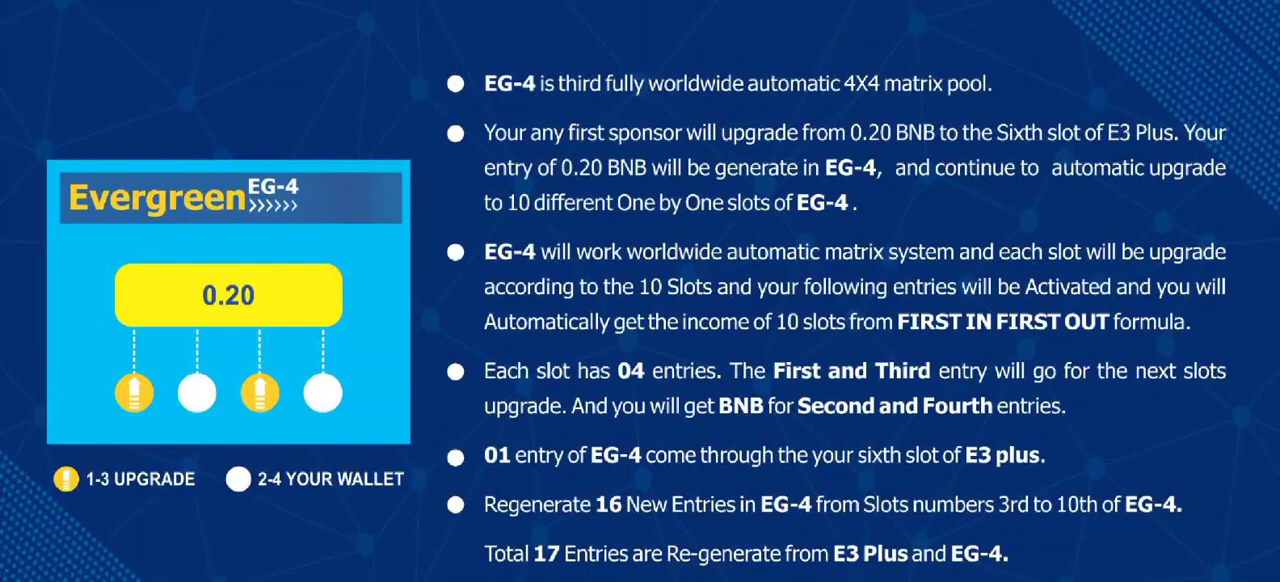 EvergreenEG-4
>>>>>>
0.20
1-3 UPGRADE
2-4 YOUR WALLET
EG-4 is third fully worldwide automatic 4X4 matrix pool.
Your any first sponsor will upgrade from 0.20 BNB to the Sixth slot of E3 Plus. Your
entry of 0.20 BNB will be generate in EG-4, and continue to automatic upgrade
to 10 different One by One slots of EG-4 .
EG-4 will work worldwide automatic matrix system and each slot will be upgrade
according to the 10 Slots and your following entries will be Activated and you will
Automatically get the income of 10 slots from FIRST IN FIRST OUT formula.
Each slot has 04 entries. The First and Third entry will go for the next slots
upgrade. And you will get BNB for Second and Fourth entries.
01 entry of EG-4 come through the your sixth slot of E3 plus.
Regenerate 16 New Entries in EG-4 from Slots numbers 3rd to 10th of EG-4.
Total 17 Entries are Re-generate from E3 Plus and EG-4.